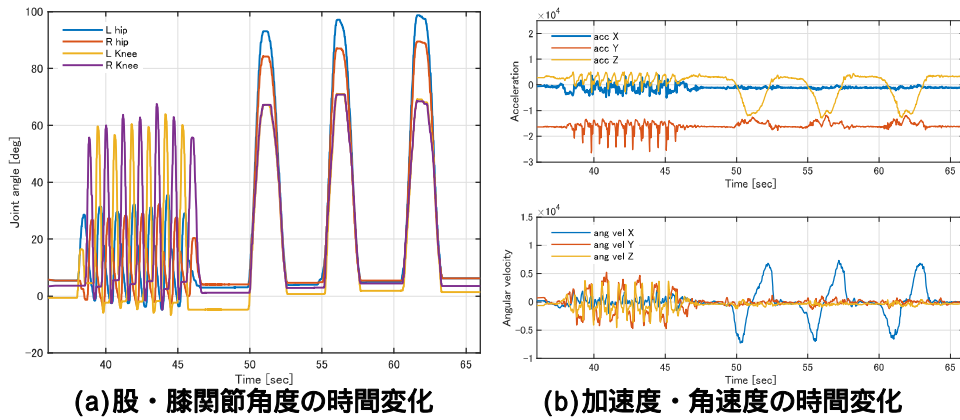 L hip
R hip
L Knee
R Knee
100
80
60
40
20
0
-20
40
45
50
55
60
65
Joint angle [deg]
Time [sec]
(a)股・膝関節角度の時間変化
×10⁴
acc X
acc Y
acc Z
2
1
0
-1
-2
-3
40
45
50
55
60
65
Acceleration
Time [sec]
×10⁴
ang vel X
ang vel Y
ang vel Z
1
0.5
0
-0.5
-1
40
45
50
55
60
65
Angular velocity
Time [sec]
(b)加速度・角速度の時間変化